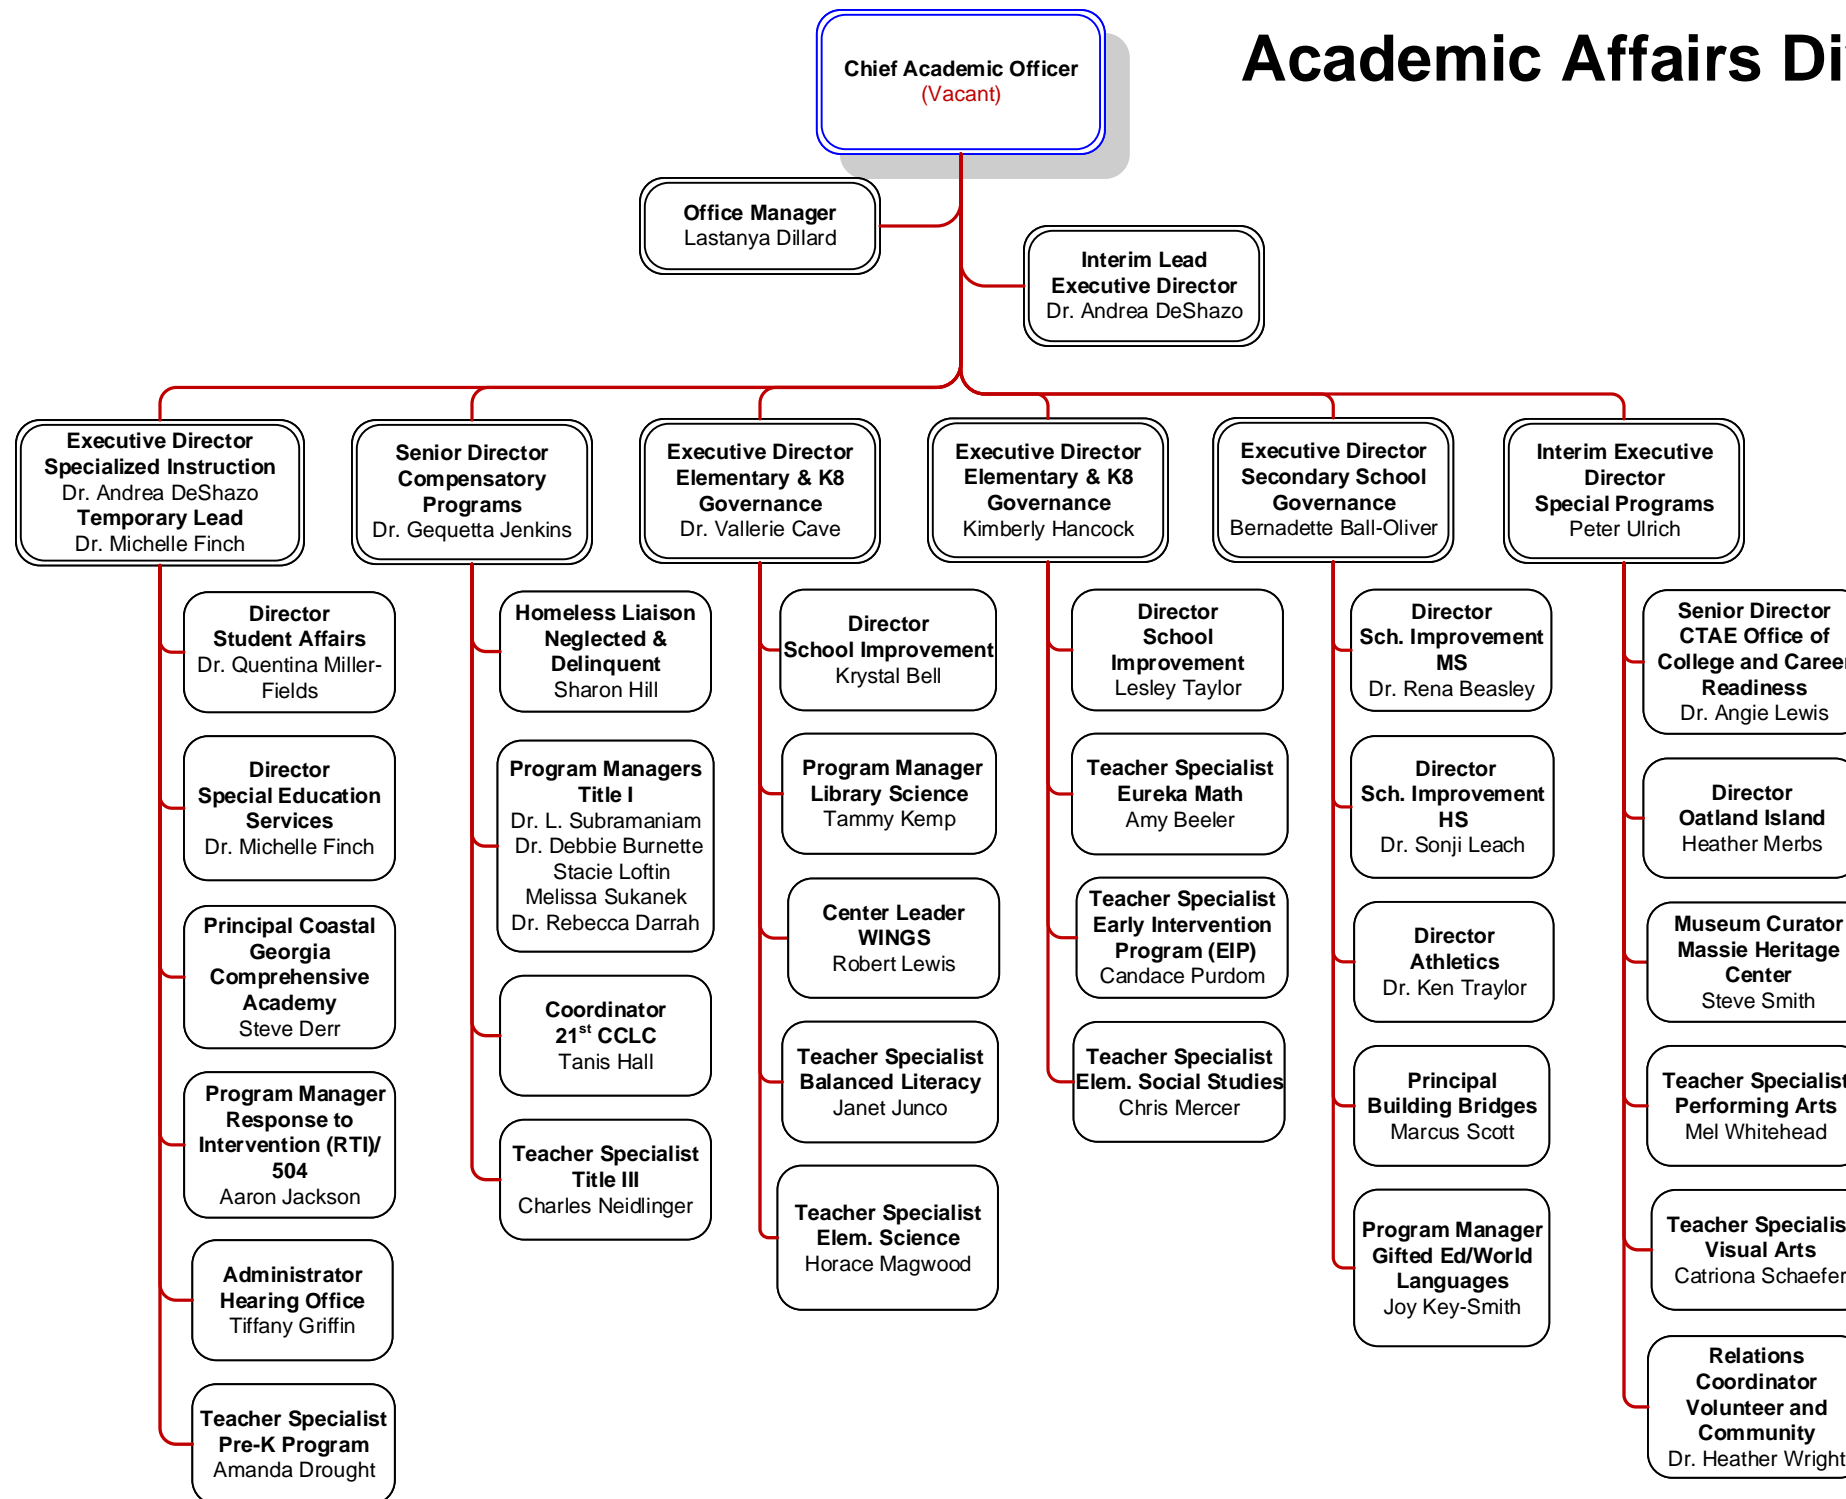 Academic Affairs Di
Chief Academic Officer
(Vacant)
Office Manager
Lastanya Dillard
Interim Lead
Executive Director
Dr. Andrea DeShazo
Executive Director
Specialized Instruction
Dr. Andrea DeShazo
Temporary Lead
Dr. Michelle Finch
Senior Director
Compensatory
Programs
Dr. Gequetta Jenkins
Executive Director
Elementary & K8
Governance
Dr. Vallerie Cave
Executive Director
Elementary & K8
Governance
Kimberly Hancock
Executive Director
Secondary School
Governance
Bernadette Ball-Oliver
Interim Executive
Director
Special Programs
Peter Ulrich
Director
Student Affairs
Dr. Quentina Miller-
Fields
Director
Special Education
Services
Dr. Michelle Finch
Principal Coastal
Georgia
Comprehensive
Academy
Steve Derr
Program Manager
Response to
Intervention (RTI)/
504
Aaron Jackson
Administrator
Hearing Office
Tiffany Griffin
Teacher Specialist
Pre-K Program
Amanda Drought
Homeless Liaison
Neglected &
Delinquent
Sharon Hill
Program Managers
Title I
Dr. L. Subramaniam
Dr. Debbie Burnette
Stacie Loftin
Melissa Sukanek
Dr. Rebecca Darrah
Coordinator
21st CCLC
Tanis Hall
Teacher Specialist
Title III
Charles Neidlinger
Director
School Improvement
Krystal Bell
Program Manager
Library Science
Tammy Kemp
Center Leader
WINGS
Robert Lewis
Teacher Specialist
Balanced Literacy
Janet Junco
Teacher Specialist
Elem. Science
Horace Magwood
Director
School
Improvement
Lesley Taylor
Teacher Specialist
Eureka Math
Amy Beeler
Teacher Specialist
Early Intervention
Program (EIP)
Candace Purdom
Teacher Specialist
Elem. Social Studies
Chris Mercer
Director
Sch. Improvement
MS
Dr. Rena Beasley
Director
Sch. Improvement
HS
Dr. Sonji Leach
Director
Athletics
Dr. Ken Traylor
Principal
Building Bridges
Marcus Scott
Program Manager
Gifted Ed/World
Languages
Joy Key-Smith
Senior Director
CTAE Office of
College and Career
Readiness
Dr. Angie Lewis
Director
Oatland Island
Heather Merbs
Museum Curator
Massie Heritage
Center
Steve Smith
Teacher Specialist
Performing Arts
Mel Whitehead
Teacher Specialis
Visual Arts
Catriona Schaefer
Relations
Coordinator
Volunteer and
Community
Dr. Heather Wright